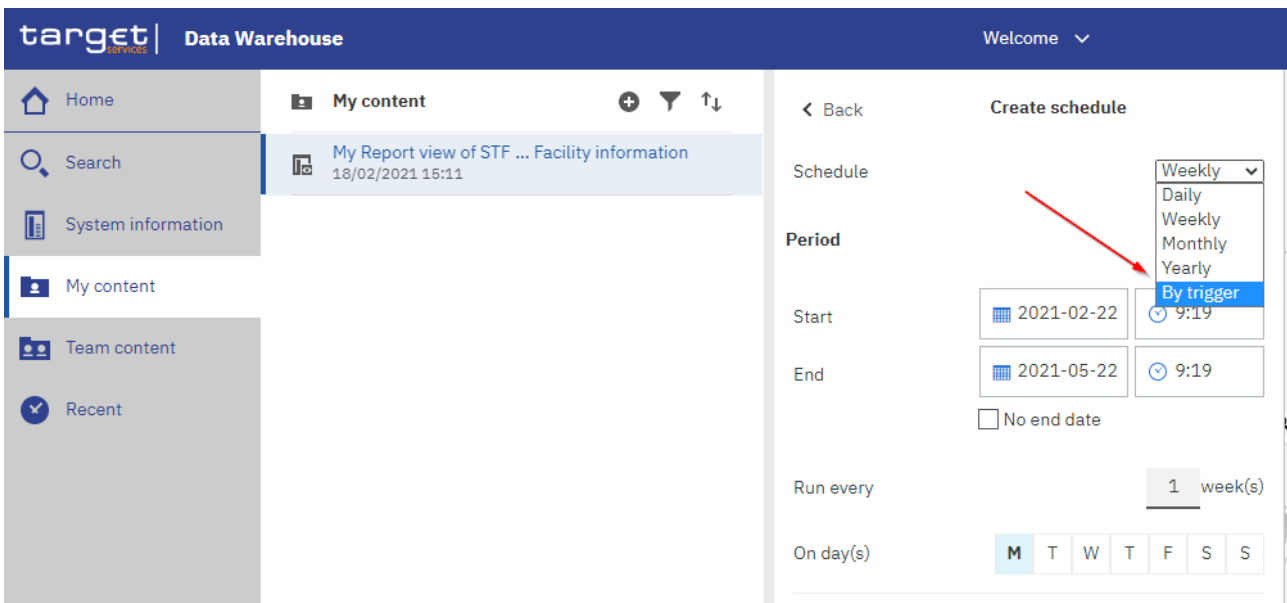 target services | Data Warehouse
Welcome
Home
Search
System information
My content
Team content
Recent
My content
My Report view of STF ... Facility information
18/02/2021 15:11
Back
Create schedule
Schedule
Weekly
Daily
Weekly
Monthly
Yearly
By trigger
Period
Start
2021-02-22
9:19
End
2021-05-22
9:19
No end date
Run every
1 week(s)
On day(s)
M T W T F S S